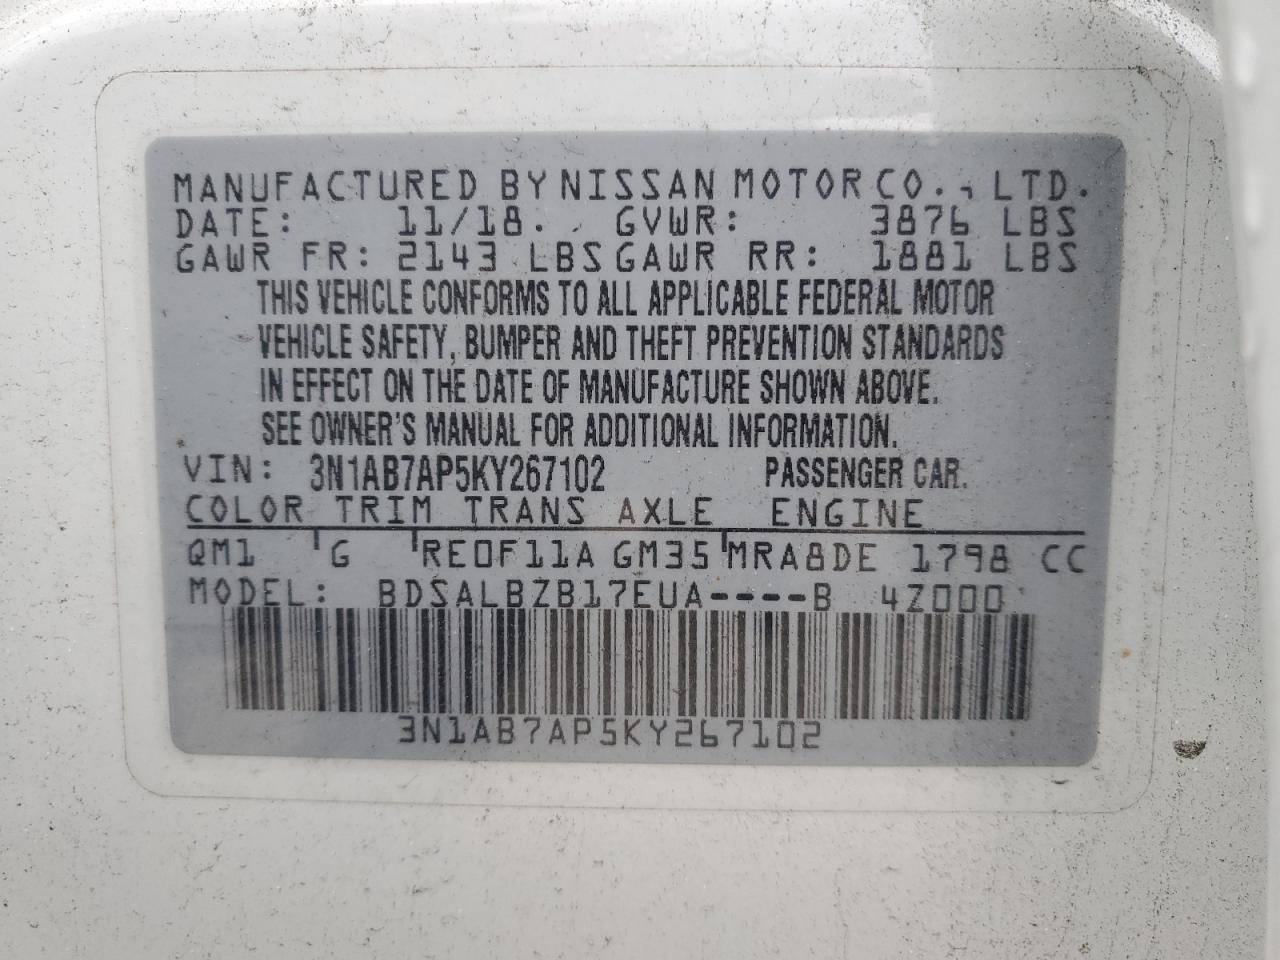 MANUFACTURED BY NISSAN MOTOR CO., LTD.
DATE: 11/18. GVWR: 3876 LBS
GAWR FR: 2143 LBS GAWR RR: 1881 LBS
THIS VEHICLE CONFORMS TO ALL APPLICABLE FEDERAL MOTOR
VEHICLE SAFETY, BUMPER AND THEFT PREVENTION STANDARDS
IN EFFECT ON THE DATE OF MANUFACTURE SHOWN ABOVE.
SEE OWNER'S MANUAL FOR ADDITIONAL INFORMATION.
VIN: 3N1AB7AP5KY267102 PASSENGER CAR.
COLOR TRIM TRANS AXLE ENGINE
QM1 G RE0F11A GM35 MRA8DE 1798 CC
MODEL: BDSALBZB17EUA----B 4Z000
3N1AB7AP5KY267102